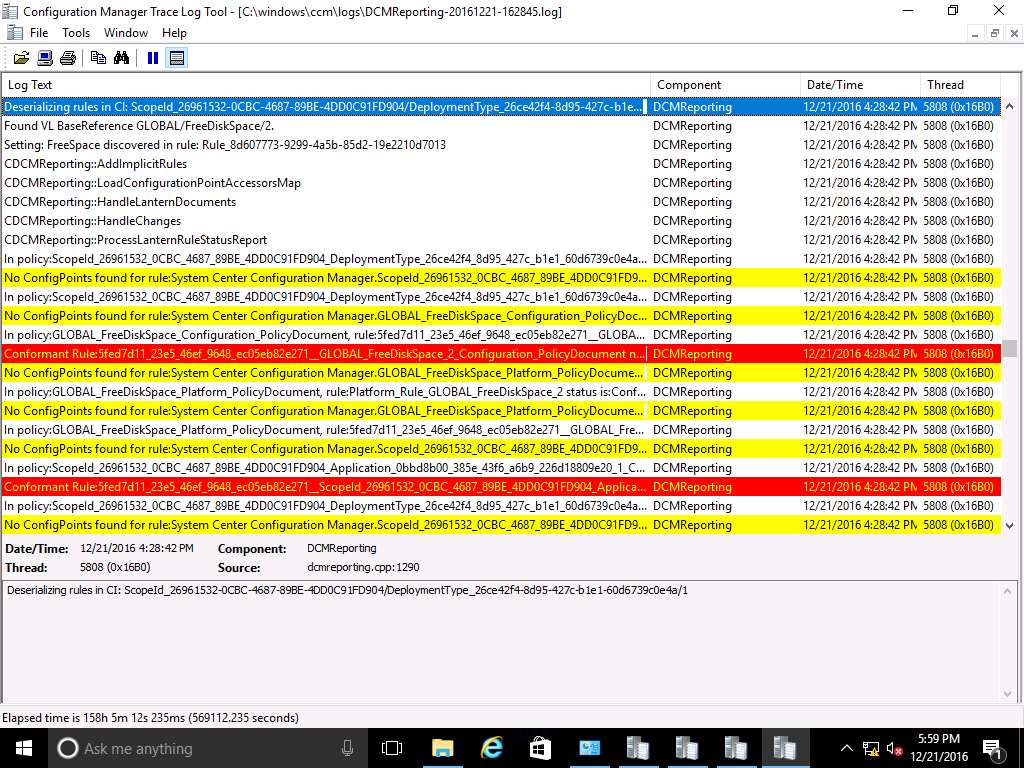 Configuration Manager Trace Log Tool - [C:\windows\ccm\logs\DCMReporting-20161221-162845.log]
File Tools Window Help
Log Text Component Date/Time Thread
Deserializing rules in CI: ScopeId_26961532-0CBC-4687-89BE-4DD0C91FD904/DeploymentType_26ce42f4-8d95-427c-b1e... DCMReporting 12/21/2016 4:28:42 PM 5808 (0x16B0)
Found VL BaseReference GLOBAL/FreeDiskSpace/2. DCMReporting 12/21/2016 4:28:42 PM 5808 (0x16B0)
Setting: FreeSpace discovered in rule: Rule_8d607773-9299-4a5b-85d2-19e2210d7013 DCMReporting 12/21/2016 4:28:42 PM 5808 (0x16B0)
CDCMReporting::AddImplicitRules DCMReporting 12/21/2016 4:28:42 PM 5808 (0x16B0)
CDCMReporting::LoadConfigurationPointAccessorsMap DCMReporting 12/21/2016 4:28:42 PM 5808 (0x16B0)
CDCMReporting::HandleLanternDocuments DCMReporting 12/21/2016 4:28:42 PM 5808 (0x16B0)
CDCMReporting::HandleChanges DCMReporting 12/21/2016 4:28:42 PM 5808 (0x16B0)
CDCMReporting::ProcessLanternRuleStatusReport DCMReporting 12/21/2016 4:28:42 PM 5808 (0x16B0)
In policy:ScopeId_26961532_0CBC_4687_89BE_4DD0C91FD904_DeploymentType_26ce42f4_8d95_427c_b1e1_60d6739c0e4a... DCMReporting 12/21/2016 4:28:42 PM 5808 (0x16B0)
No ConfigPoints found for rule:System Center Configuration Manager.ScopeId_26961532_0CBC_4687_89BE_4DD0C91FD9... DCMReporting 12/21/2016 4:28:42 PM 5808 (0x16B0)
In policy:ScopeId_26961532_0CBC_4687_89BE_4DD0C91FD904_DeploymentType_26ce42f4_8d95_427c_b1e1_60d6739c0e4a... DCMReporting 12/21/2016 4:28:42 PM 5808 (0x16B0)
No ConfigPoints found for rule:System Center Configuration Manager.GLOBAL_FreeDiskSpace_Configuration_PolicyDoc... DCMReporting 12/21/2016 4:28:42 PM 5808 (0x16B0)
In policy:GLOBAL_FreeDiskSpace_Configuration_PolicyDocument, rule:5fed7d11_23e5_46ef_9648_ec05eb82e271__GLOBA... DCMReporting 12/21/2016 4:28:42 PM 5808 (0x16B0)
Conformant Rule:5fed7d11_23e5_46ef_9648_ec05eb82e271__GLOBAL_FreeDiskSpace_2_Configuration_PolicyDocument n... DCMReporting 12/21/2016 4:28:42 PM 5808 (0x16B0)
No ConfigPoints found for rule:System Center Configuration Manager.GLOBAL_FreeDiskSpace_Platform_PolicyDocume... DCMReporting 12/21/2016 4:28:42 PM 5808 (0x16B0)
In policy:GLOBAL_FreeDiskSpace_Platform_PolicyDocument, rule:Platform_Rule_GLOBAL_FreeDiskSpace_2 status is:Conf... DCMReporting 12/21/2016 4:28:42 PM 5808 (0x16B0)
No ConfigPoints found for rule:System Center Configuration Manager.GLOBAL_FreeDiskSpace_Platform_PolicyDocume... DCMReporting 12/21/2016 4:28:42 PM 5808 (0x16B0)
In policy:GLOBAL_FreeDiskSpace_Platform_PolicyDocument, rule:5fed7d11_23e5_46ef_9648_ec05eb82e271__GLOBAL_Fre... DCMReporting 12/21/2016 4:28:42 PM 5808 (0x16B0)
No ConfigPoints found for rule:System Center Configuration Manager.ScopeId_26961532_0CBC_4687_89BE_4DD0C91FD9... DCMReporting 12/21/2016 4:28:42 PM 5808 (0x16B0)
In policy:ScopeId_26961532_0CBC_4687_89BE_4DD0C91FD904_Application_0bbd8b00_385e_43f6_a6b9_226d18809e20_1_C... DCMReporting 12/21/2016 4:28:42 PM 5808 (0x16B0)
Conformant Rule:5fed7d11_23e5_46ef_9648_ec05eb82e271__ScopeId_26961532_0CBC_4687_89BE_4DD0C91FD904_Applica... DCMReporting 12/21/2016 4:28:42 PM 5808 (0x16B0)
In policy:ScopeId_26961532_0CBC_4687_89BE_4DD0C91FD904_DeploymentType_26ce42f4_8d95_427c_b1e1_60d6739c0e4a... DCMReporting 12/21/2016 4:28:42 PM 5808 (0x16B0)
No ConfigPoints found for rule:System Center Configuration Manager.ScopeId_26961532_0CBC_4687_89BE_4DD0C91FD9... DCMReporting 12/21/2016 4:28:42 PM 5808 (0x16B0)
Date/Time: 12/21/2016 4:28:42 PM Component: DCMReporting
Thread: 5808 (0x16B0) Source: dcmreporting.cpp:1290
Deserializing rules in CI: ScopeId_26961532-0CBC-4687-89BE-4DD0C91FD904/DeploymentType_26ce42f4-8d95-427c-b1e1-60d6739c0e4a/1
Elapsed time is 158h 5m 12s 235ms (569112.235 seconds)
Ask me anything
5:59 PM
12/21/2016
1